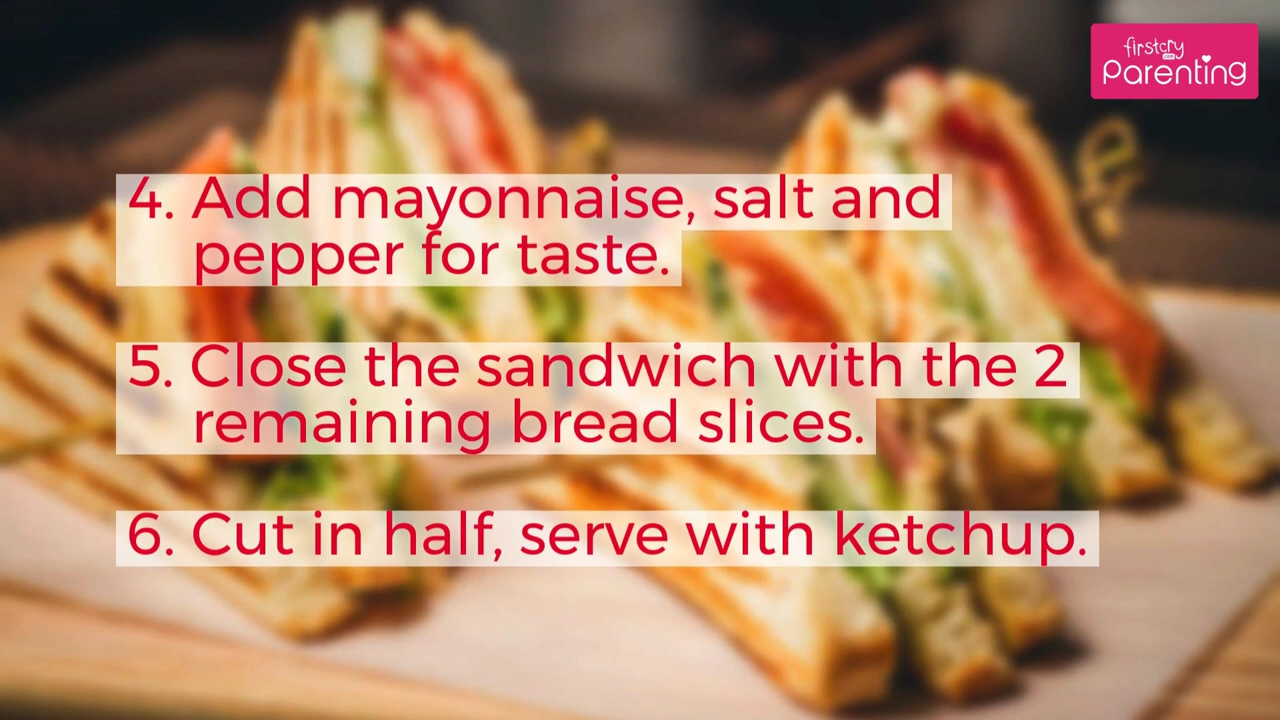 firstcry
.com
Parenting
4. Add mayonnaise, salt and
pepper for taste.
5. Close the sandwich with the 2
remaining bread slices.
6. Cut in half, serve with ketchup.